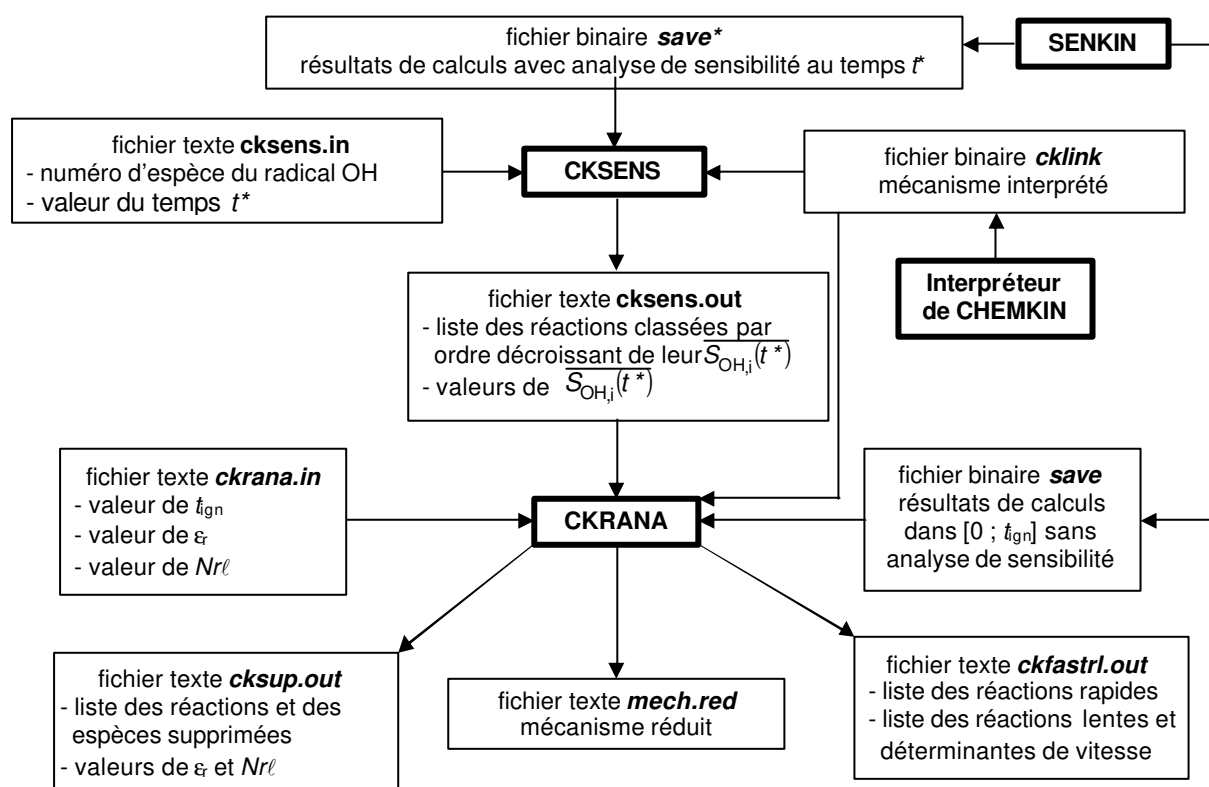 fichier binaire save*
résultats de calculs avec analyse de sensibilité au temps t*
SENKIN
fichier texte cksens.in
- numéro d'espèce du radical OH
- valeur du temps t*
CKSENS
fichier binaire cklink
mécanisme interprété
Interpréteur
de CHEMKIN
fichier texte cksens.out
- liste des réactions classées par
ordre décroissant de leur S_OH,i(t*)
- valeurs de S_OH,i(t*)
fichier texte ckrana.in
- valeur de tign
- valeur de εr
- valeur de Nrℓ
CKRANA
fichier binaire save
résultats de calculs
dans [0 ; tign] sans
analyse de sensibilité
fichier texte cksup.out
- liste des réactions et des
espèces supprimées
- valeurs de εr et Nrℓ
fichier texte mech.red
mécanisme réduit
fichier texte ckfastrl.out
- liste des réactions rapides
- liste des réactions lentes et
déterminantes de vitesse